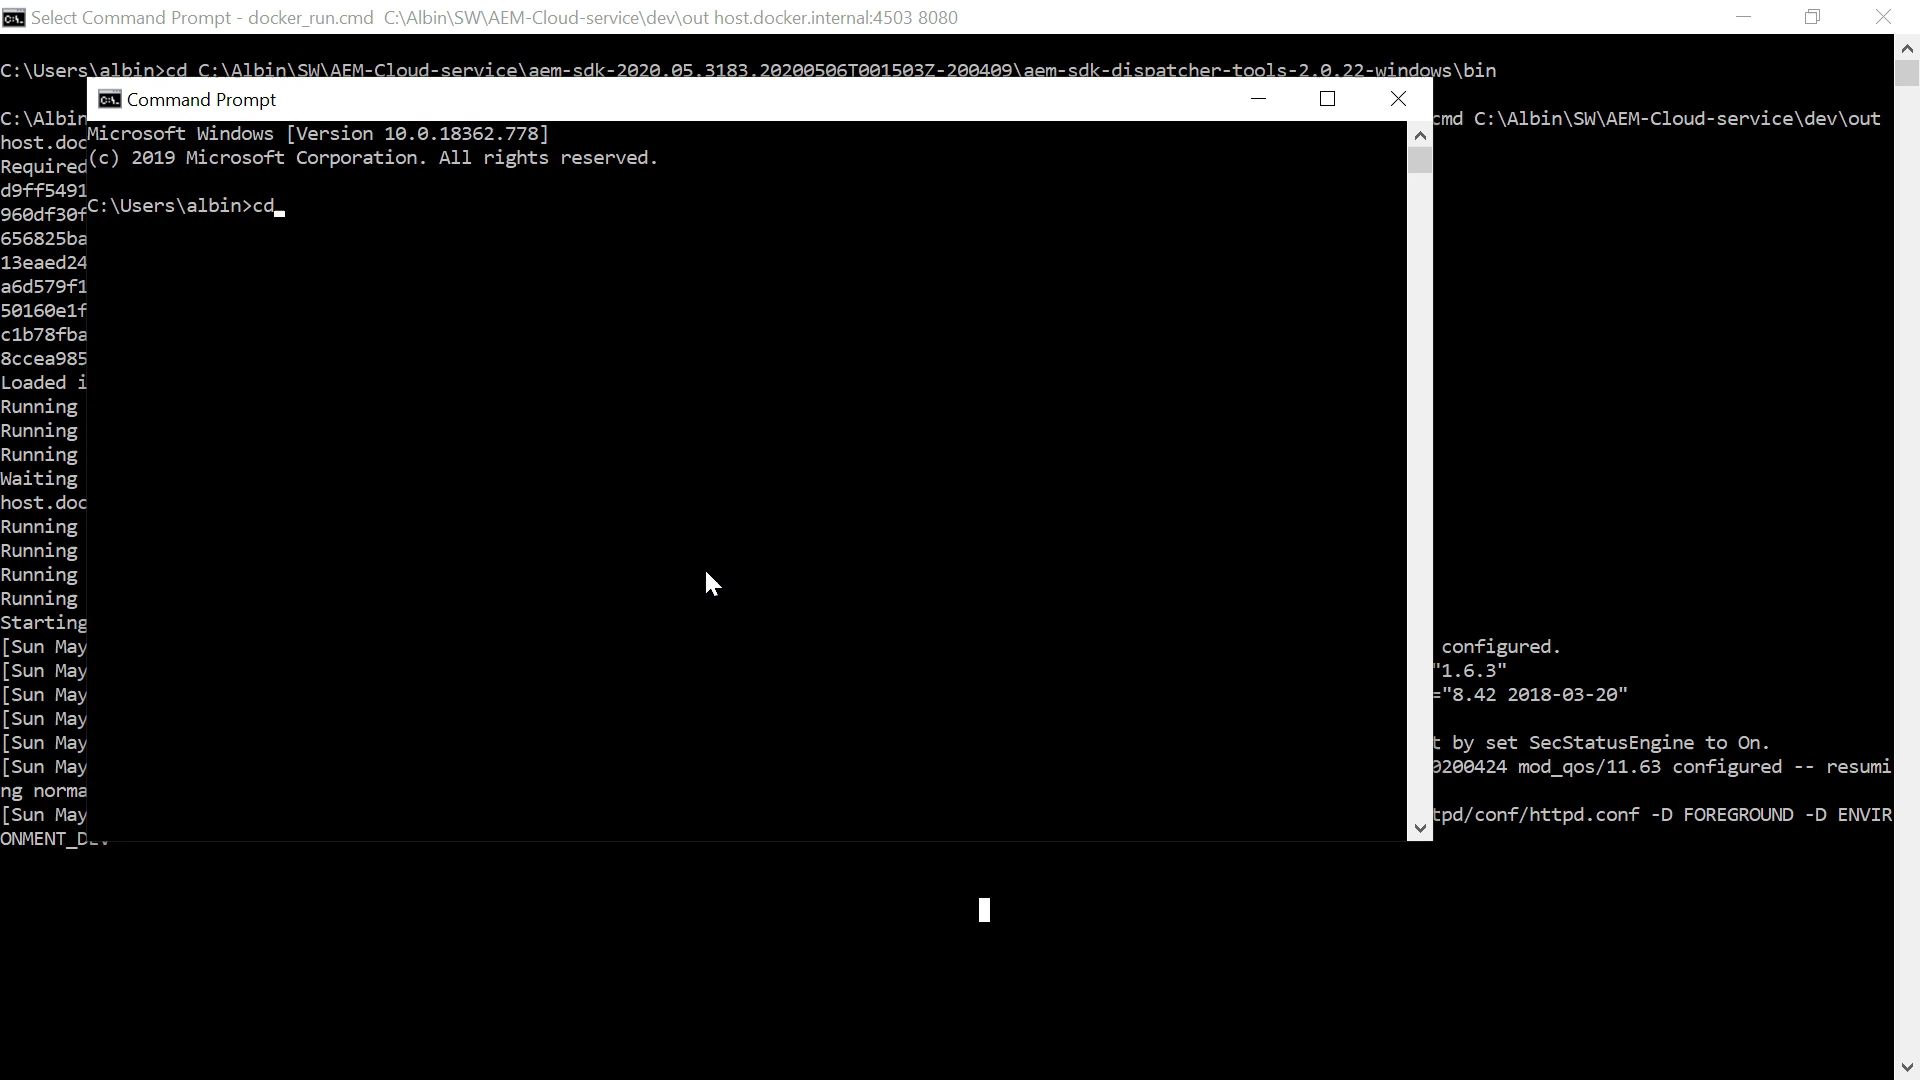 Select Command Prompt - docker_run.cmd  C:\Albin\SW\AEM-Cloud-service\dev\out host.docker.internal:4503 8080
C:\Users\albin>cd C:\Albin\SW\AEM-Cloud-service\aem-sdk-2020.05.3183.20200506T001503Z-200409\aem-sdk-dispatcher-tools-2.0.22-windows\bin
Command Prompt
Microsoft Windows [Version 10.0.18362.778]
(c) 2019 Microsoft Corporation. All rights reserved.
C:\Users\albin>cd
C:\Albin cmd C:\Albin\SW\AEM-Cloud-service\dev\out
host.doc
Required
d9ff5491
960df30f
656825ba
13eaed24
a6d579f1
50160e1f
c1b78fba
8ccea985
Loaded i
Running
Running
Running
Waiting
host.doc
Running
Running
Running
Running
Starting
[Sun May configured.
[Sun May "1.6.3"
[Sun May ="8.42 2018-03-20"
[Sun May
[Sun May t by set SecStatusEngine to On.
[Sun May 0200424 mod_qos/11.63 configured -- resumi
ng norma
[Sun May tpd/conf/httpd.conf -D FOREGROUND -D ENVIR
ONMENT_DEV